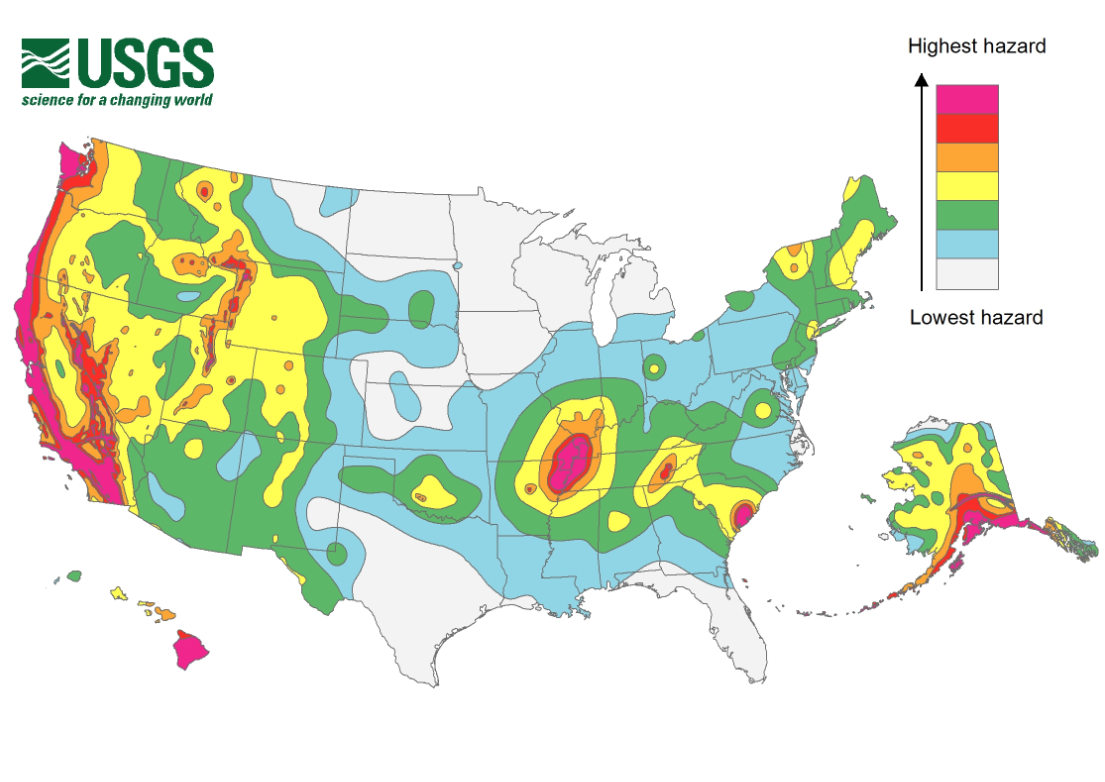 USGS
science for a changing world
Highest hazard
Lowest hazard